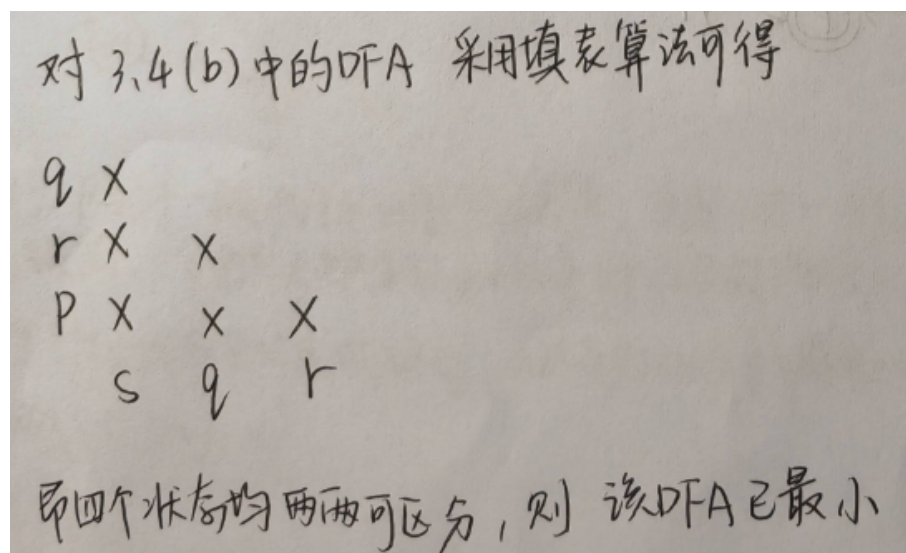 对 3.4(b)中的DFA 采用填表算法可得
q X
r X X
p X X X
s q r
即四个状态均两两可区分,则 该DFA已最小